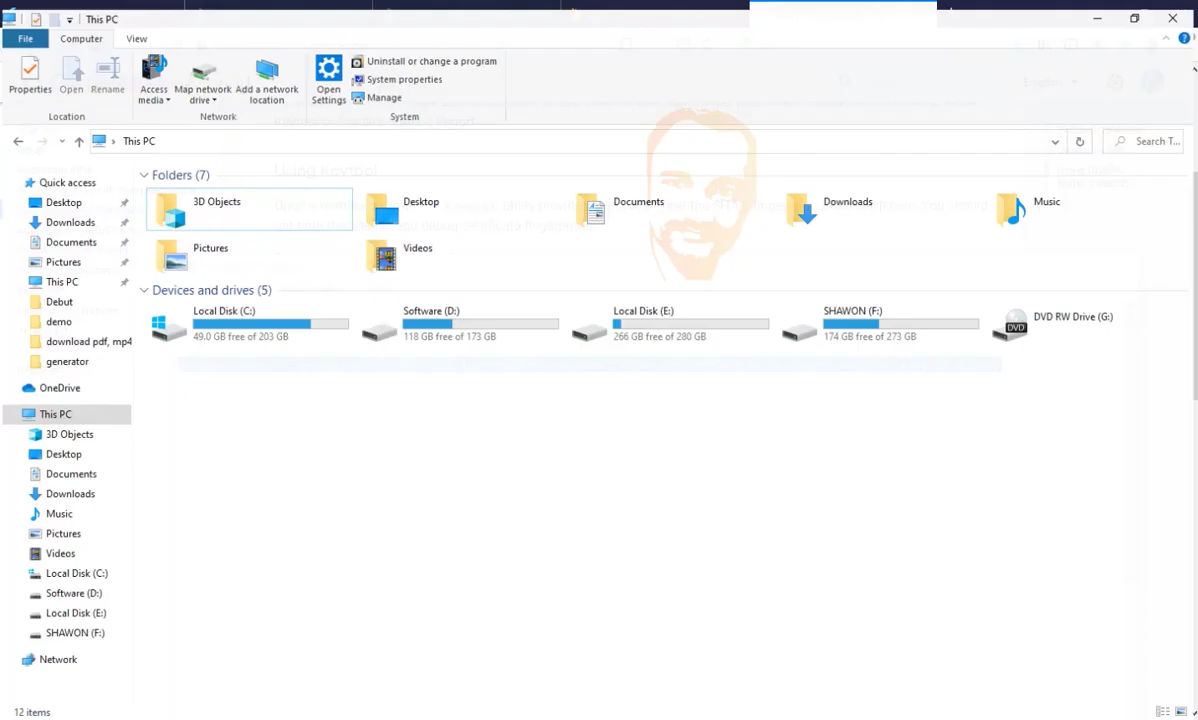 This PC
File Computer View
Properties Open Rename Access media Map network drive Add a network location Open Settings Uninstall or change a program
System properties
Manage
Location Network System
This PC Search T...
Quick access
Desktop
Downloads
Documents
Pictures
This PC
Debut
demo
download pdf, mp4
generator
OneDrive
This PC
3D Objects
Desktop
Documents
Downloads
Music
Pictures
Videos
Local Disk (C:)
Software (D:)
Local Disk (E:)
SHAWON (F:)
Network
Folders (7)
3D Objects Desktop Documents Downloads Music
Pictures Videos
Devices and drives (5)
Local Disk (C:) Software (D:) Local Disk (E:) SHAWON (F:) DVD RW Drive (G:)
DVD
49.0 GB free of 203 GB 118 GB free of 173 GB 266 GB free of 280 GB 174 GB free of 273 GB
12 items
English
Using Keytool